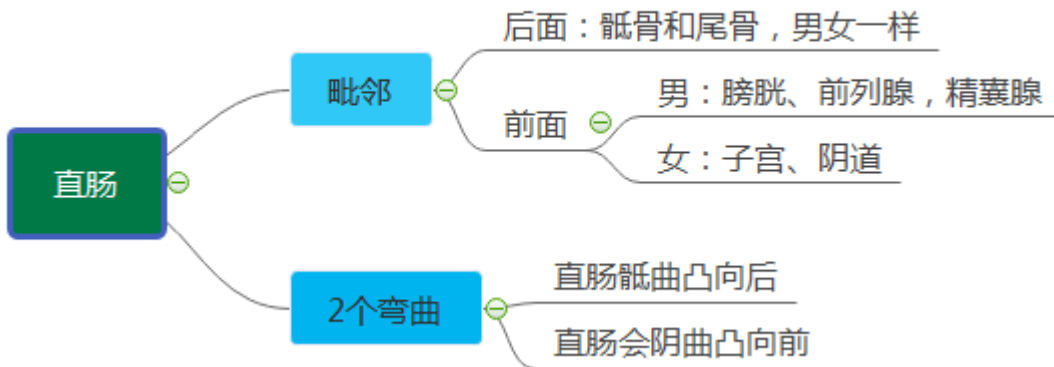 直肠
毗邻
后面：骶骨和尾骨，男女一样
前面
男：膀胱、前列腺，精囊腺
女：子宫、阴道
2个弯曲
直肠骶曲凸向后
直肠会阴曲凸向前